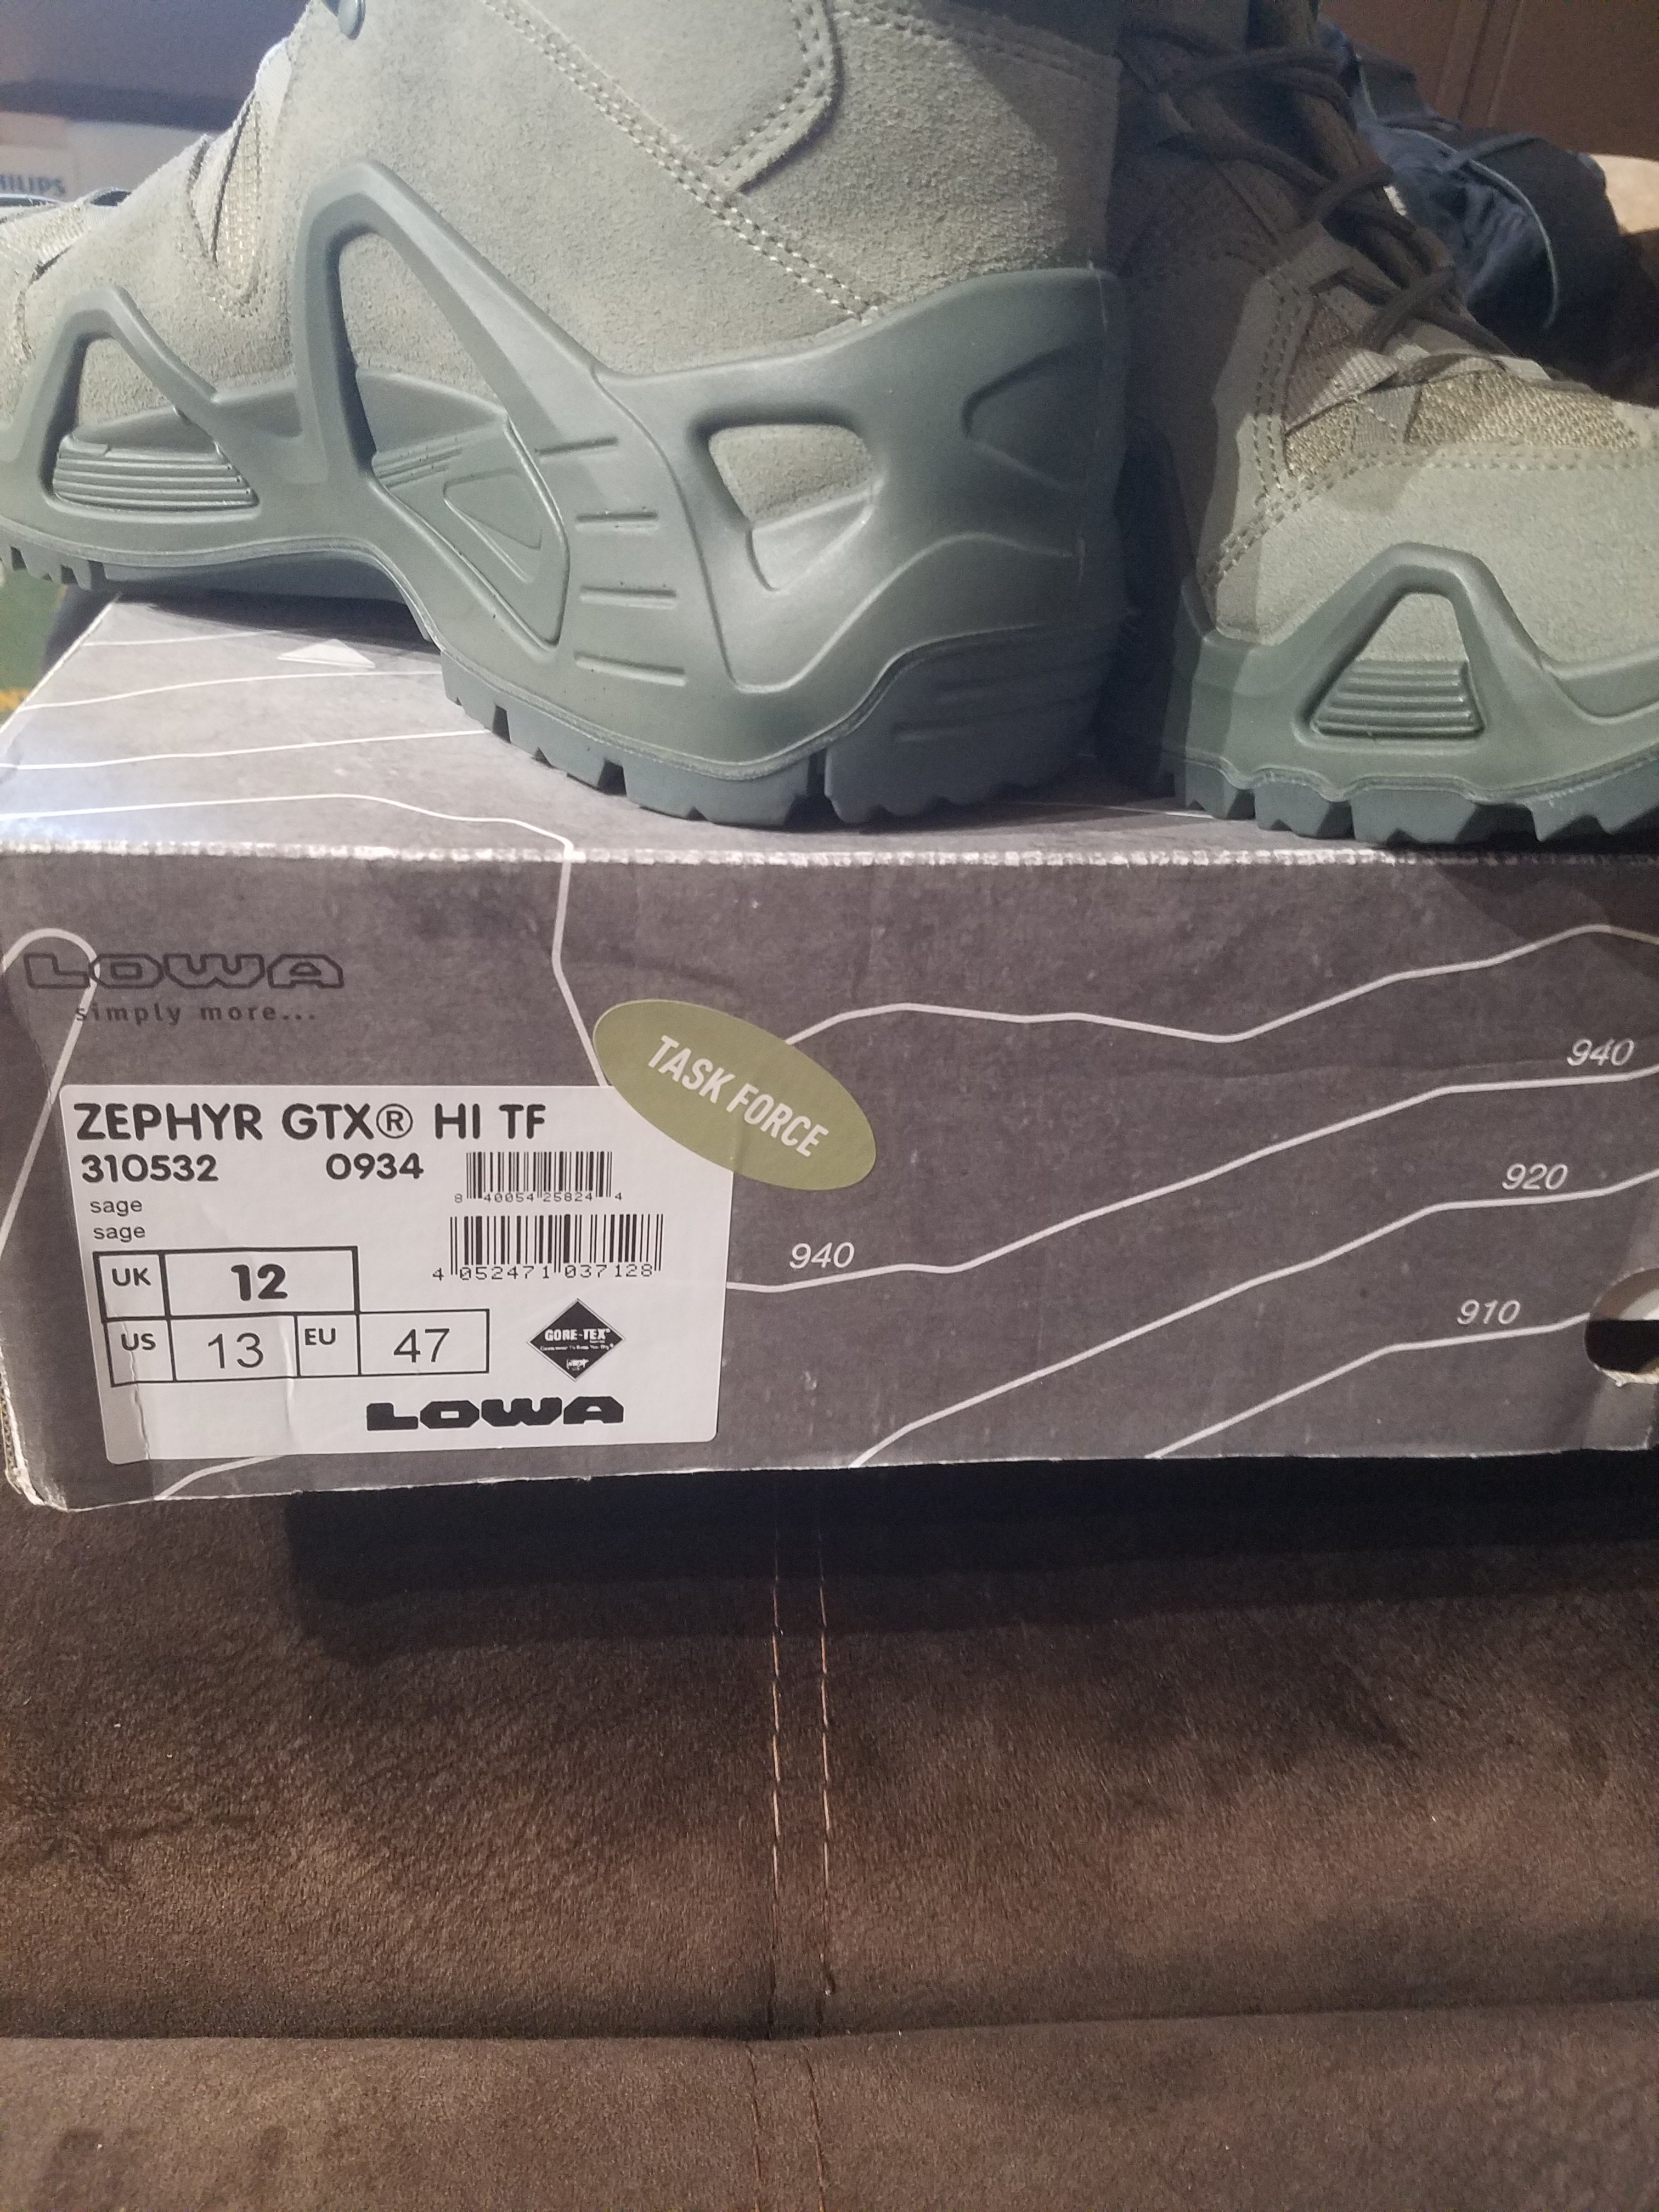 HILIPS
LOWA
simply more...
TASK FORCE
940
920
940
910
ZEPHYR GTX® HI TF
310532 0934
sage
sage
8 40054 25824 4
4 052471 037128
UK 12
US 13 EU 47
GORE-TEX®
LOWA